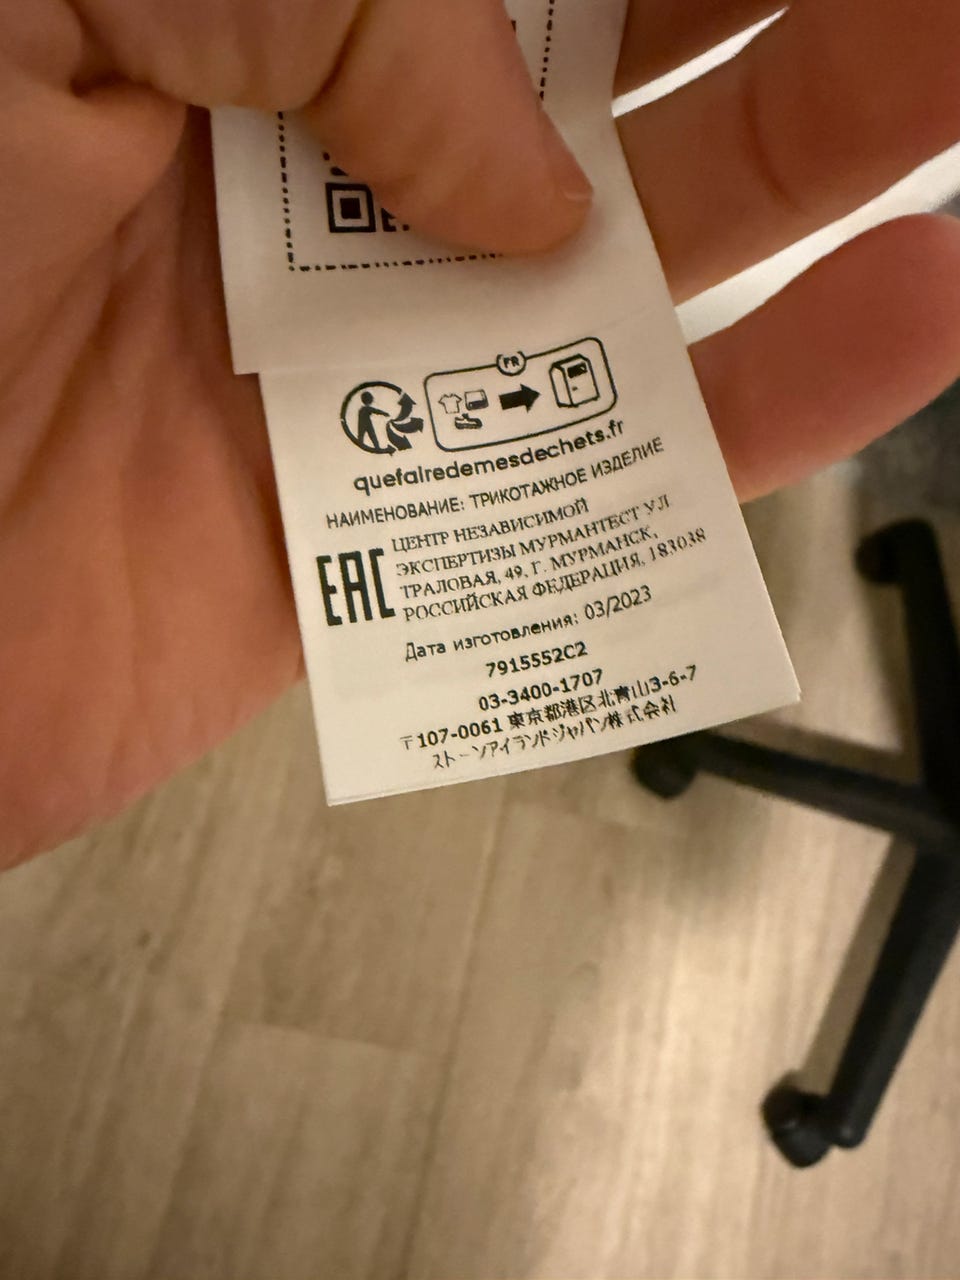 FR
quefairedemesdechets.fr
НАИМЕНОВАНИЕ: ТРИКОТАЖНОЕ ИЗДЕЛИЕ
EAC
ЦЕНТР НЕЗАВИСИМОЙ
ЭКСПЕРТИЗЫ МУРМАНТЕСТ УЛ
ТРАЛОВАЯ, 49, Г. МУРМАНСК,
РОССИЙСКАЯ ФЕДЕРАЦИЯ, 183038
Дата изготовления: 03/2023
7915552C2
03-3400-1707
〒107-0061 東京都港区北青山3-6-7
ストーンアイランドジャパン株式会社